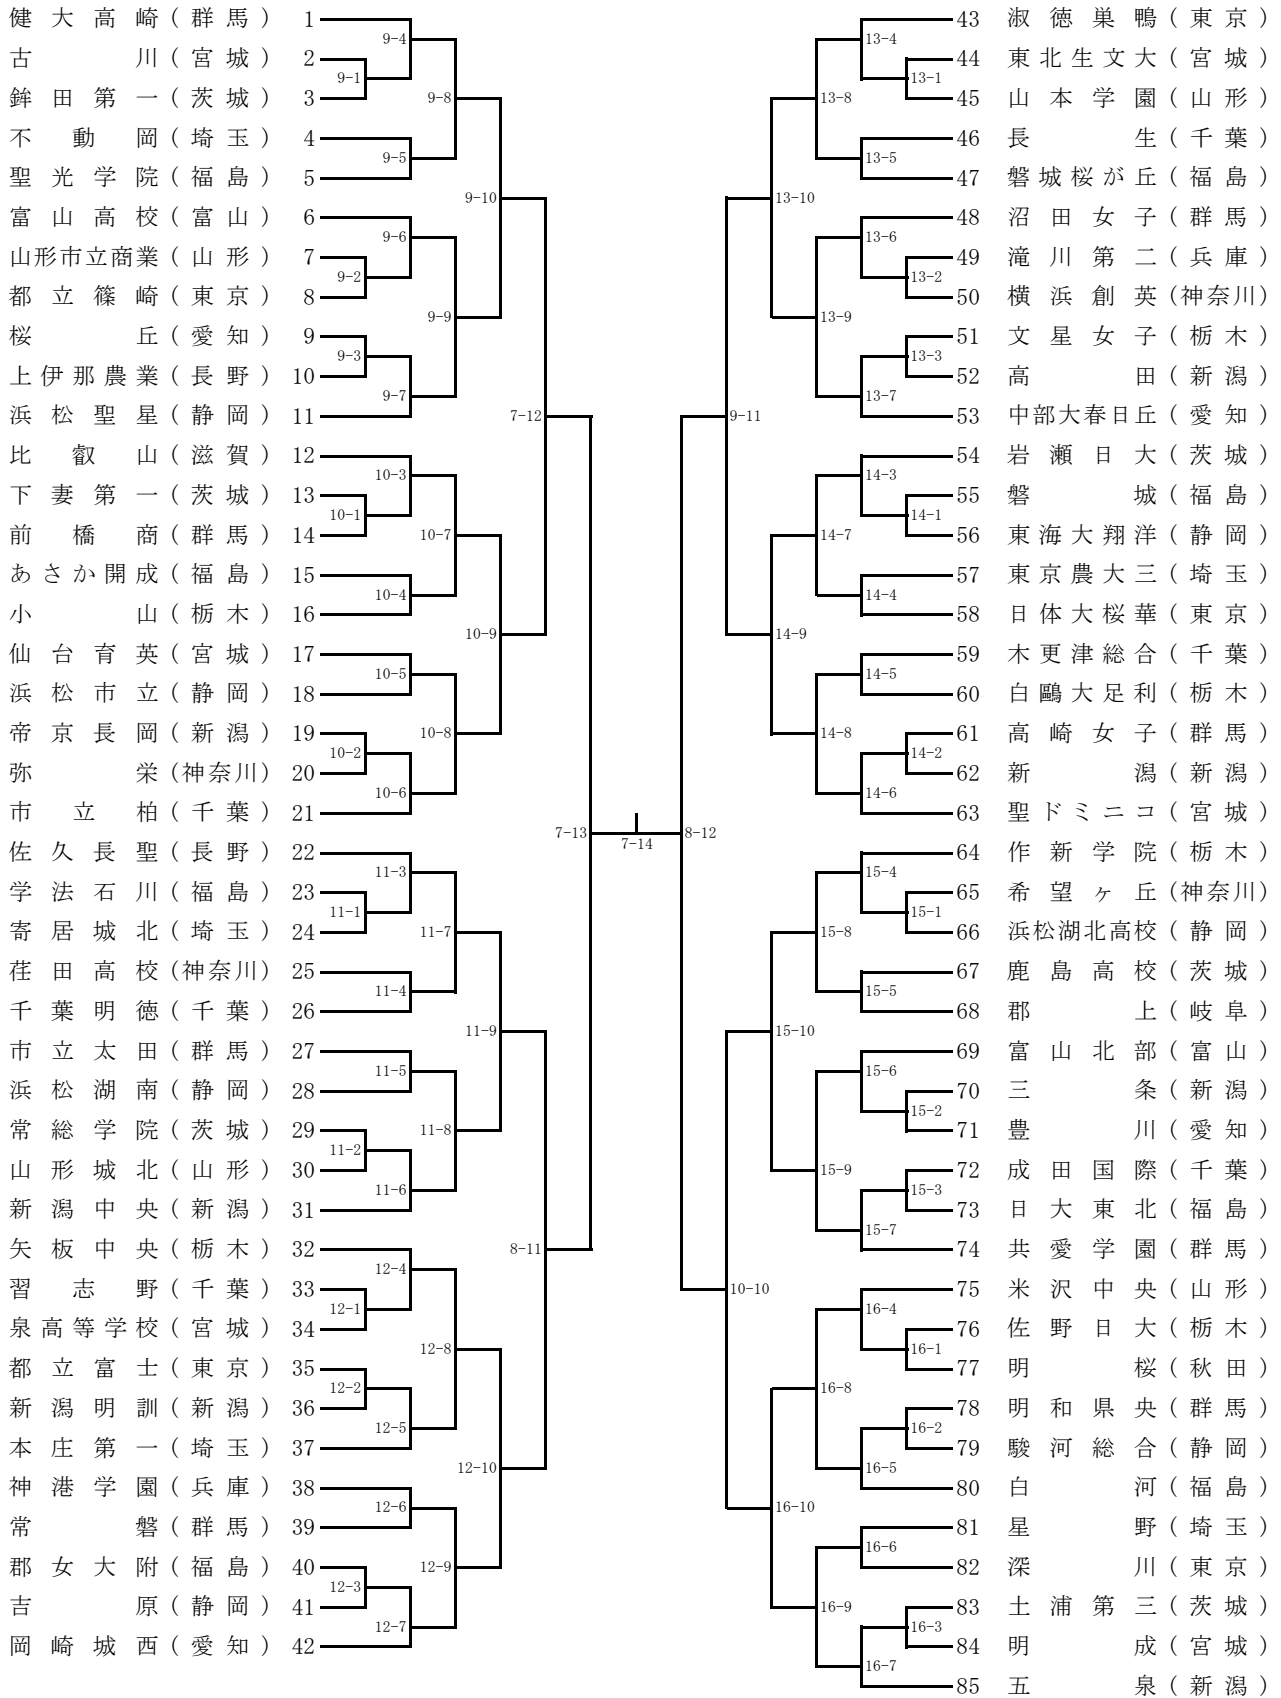 健大高崎(群馬) 1
古川(宮城) 2
鉾田第一(茨城) 3
不動岡(埼玉) 4
聖光学院(福島) 5
富山高校(富山) 6
山形市立商業(山形) 7
都立篠崎(東京) 8
桜丘(愛知) 9
上伊那農業(長野) 10
浜松聖星(静岡) 11
比叡山(滋賀) 12
下妻第一(茨城) 13
前橋商(群馬) 14
あさか開成(福島) 15
小山(栃木) 16
仙台育英(宮城) 17
浜松市立(静岡) 18
帝京長岡(新潟) 19
弥栄(神奈川) 20
市立柏(千葉) 21
佐久長聖(長野) 22
学法石川(福島) 23
寄居城北(埼玉) 24
荏田高校(神奈川) 25
千葉明徳(千葉) 26
市立太田(群馬) 27
浜松湖南(静岡) 28
常総学院(茨城) 29
山形城北(山形) 30
新潟中央(新潟) 31
矢板中央(栃木) 32
習志野(千葉) 33
泉高等学校(宮城) 34
都立富士(東京) 35
新潟明訓(新潟) 36
本庄第一(埼玉) 37
神港学園(兵庫) 38
常磐(群馬) 39
郡女大附(福島) 40
吉原(静岡) 41
岡崎城西(愛知) 42
9-1
9-2
9-3
10-1
10-2
11-1
11-2
12-1
12-2
12-3
9-4
9-5
9-6
9-7
10-3
10-4
10-5
10-6
11-3
11-4
11-5
11-6
12-4
12-5
12-6
12-7
9-8
9-9
10-7
10-8
11-7
11-8
12-8
12-9
9-10
10-9
11-9
12-10
7-12
8-11
7-13
7-14
8-12
9-11
10-10
13-10
14-9
15-10
16-10
13-8
13-9
14-7
14-8
15-8
15-9
16-8
16-9
13-4
13-5
13-6
13-7
14-3
14-4
14-5
14-6
15-4
15-5
15-6
15-7
16-4
16-5
16-6
16-7
13-1
13-2
13-3
14-1
14-2
15-1
15-2
15-3
16-1
16-2
16-3
43 淑徳巣鴨(東京)
44 東北生文大(宮城)
45 山本学園(山形)
46 長生(千葉)
47 磐城桜が丘(福島)
48 沼田女子(群馬)
49 滝川第二(兵庫)
50 横浜創英(神奈川)
51 文星女子(栃木)
52 高田(新潟)
53 中部大春日丘(愛知)
54 岩瀬日大(茨城)
55 磐城(福島)
56 東海大翔洋(静岡)
57 東京農大三(埼玉)
58 日体大桜華(東京)
59 木更津総合(千葉)
60 白鷗大足利(栃木)
61 高崎女子(群馬)
62 新潟(新潟)
63 聖ドミニコ(宮城)
64 作新学院(栃木)
65 希望ヶ丘(神奈川)
66 浜松湖北高校(静岡)
67 鹿島高校(茨城)
68 郡上(岐阜)
69 富山北部(富山)
70 三条(新潟)
71 豊川(愛知)
72 成田国際(千葉)
73 日大東北(福島)
74 共愛学園(群馬)
75 米沢中央(山形)
76 佐野日大(栃木)
77 明桜(秋田)
78 明和県央(群馬)
79 駿河総合(静岡)
80 白河(福島)
81 星野(埼玉)
82 深川(東京)
83 土浦第三(茨城)
84 明成(宮城)
85 五泉(新潟)